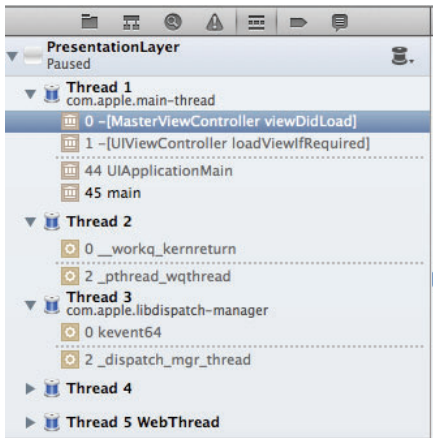 PresentationLayer
Paused
Thread 1
com.apple.main-thread
0 -[MasterViewController viewDidLoad]
1 -[UIViewController loadViewIfRequired]
44 UIApplicationMain
45 main
Thread 2
0 __workq_kernreturn
2 _pthread_wqthread
Thread 3
com.apple.libdispatch-manager
0 kevent64
2 _dispatch_mgr_thread
Thread 4
Thread 5 WebThread